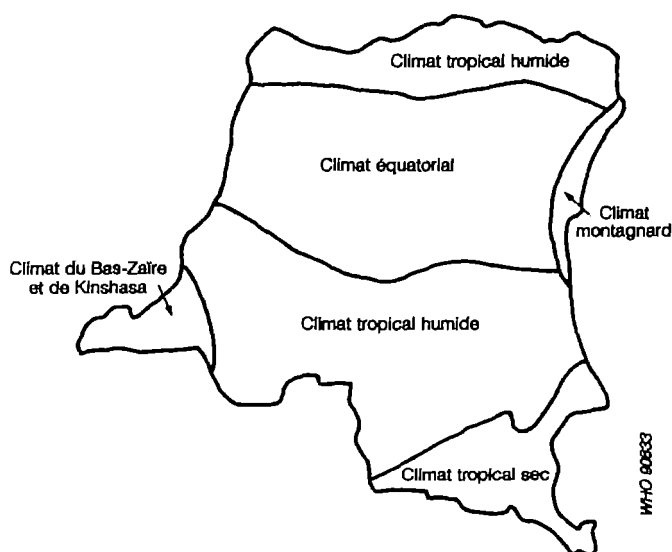 Climat tropical humide
Climat équatorial
Climat
montagnard
Climat du Bas-Zaïre
et de Kinshasa
Climat tropical humide
Climat tropical sec
WHO 90833